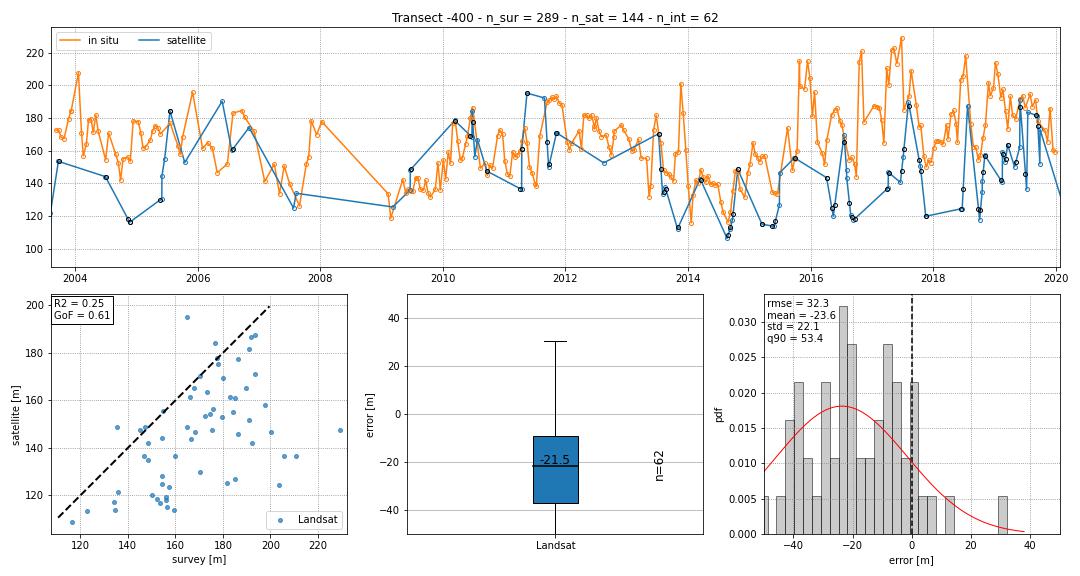 Transect -400 - n_sur = 289 - n_sat = 144 - n_int = 62
in situ
satellite
220
200
180
160
140
120
100
2004
2006
2008
2010
2012
2014
2016
2018
2020
R2 = 0.25
GoF = 0.61
200
180
160
140
120
satellite [m]
Landsat
120
140
160
180
200
220
survey [m]
40
20
0
−20
−40
error [m]
-21.5
n=62
Landsat
rmse = 32.3
mean = -23.6
std = 22.1
q90 = 53.4
0.030
0.025
0.020
0.015
0.010
0.005
0.000
pdf
−40
−20
0
20
40
error [m]